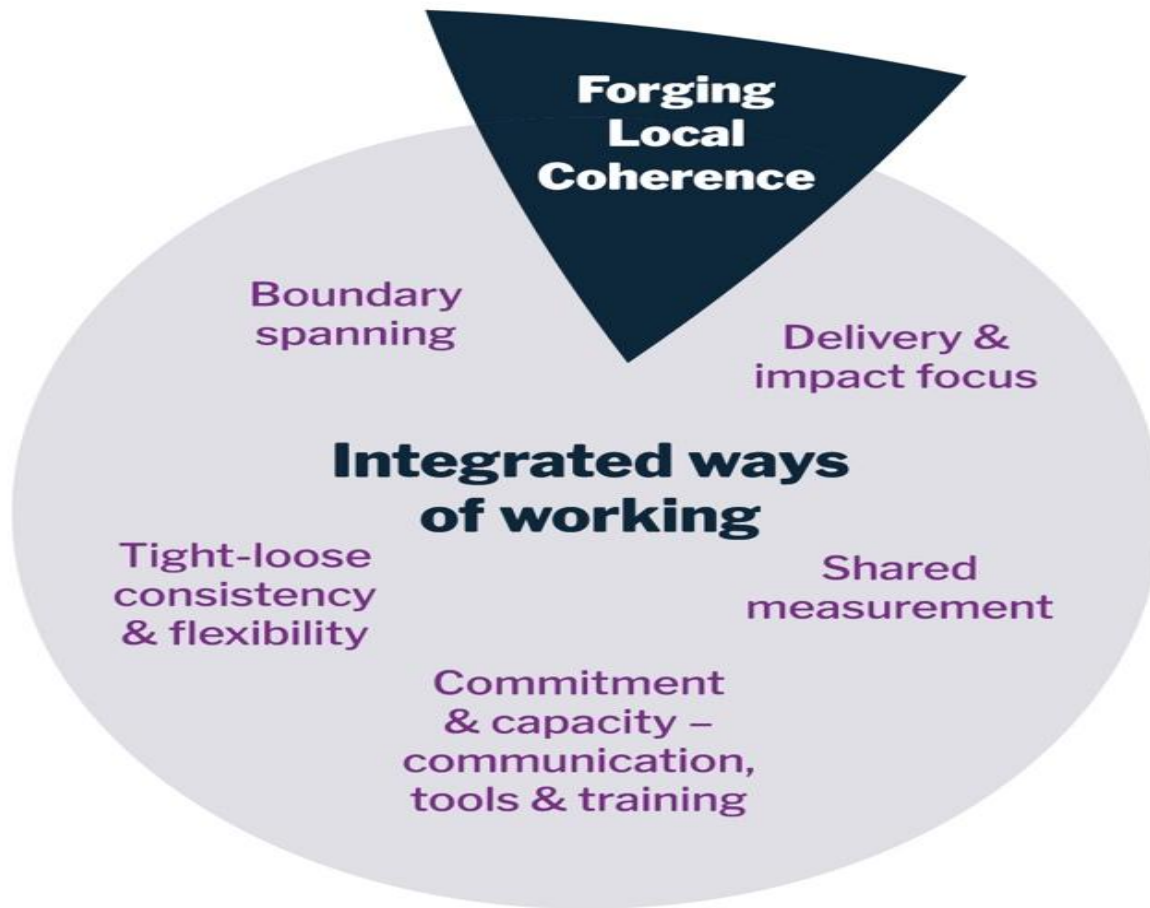 Forging
Local
Coherence
Boundary
spanning
Delivery &
impact focus
Integrated ways
of working
Tight-loose
consistency
& flexibility
Shared
measurement
Commitment
& capacity –
communication,
tools & training